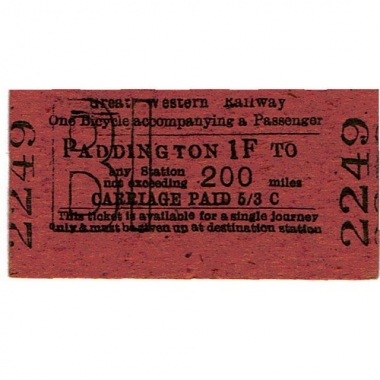 Great Western Railway
One Bicycle accompanying a Passenger
PADDINGTON 1F TO
any Station
not exceeding 200 miles
CARRIAGE PAID 5/3 C
This ticket is available for a single journey
only & must be given up at destination station
2249
2249